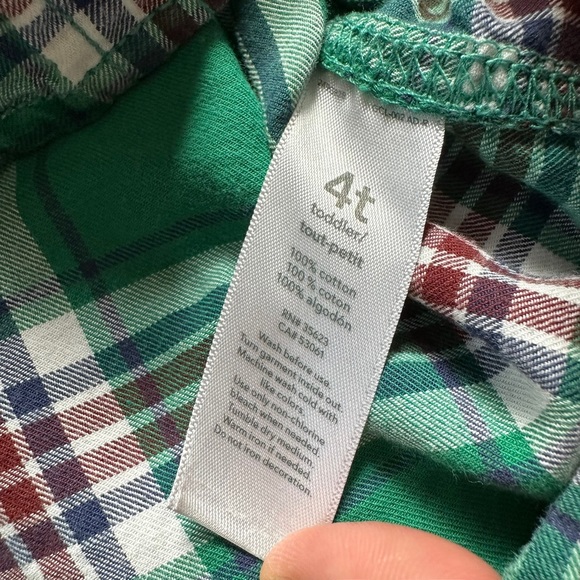 4t
toddler/
tout-petit
100% cotton
100 % coton
100% algodón
RN# 35623
CA# 53061
Wash before use.
Turn garment inside out.
Machine wash cold with
like colors.
Use only non-chlorine
bleach when needed.
Tumble dry medium.
Warm iron if needed.
Do not iron decoration.